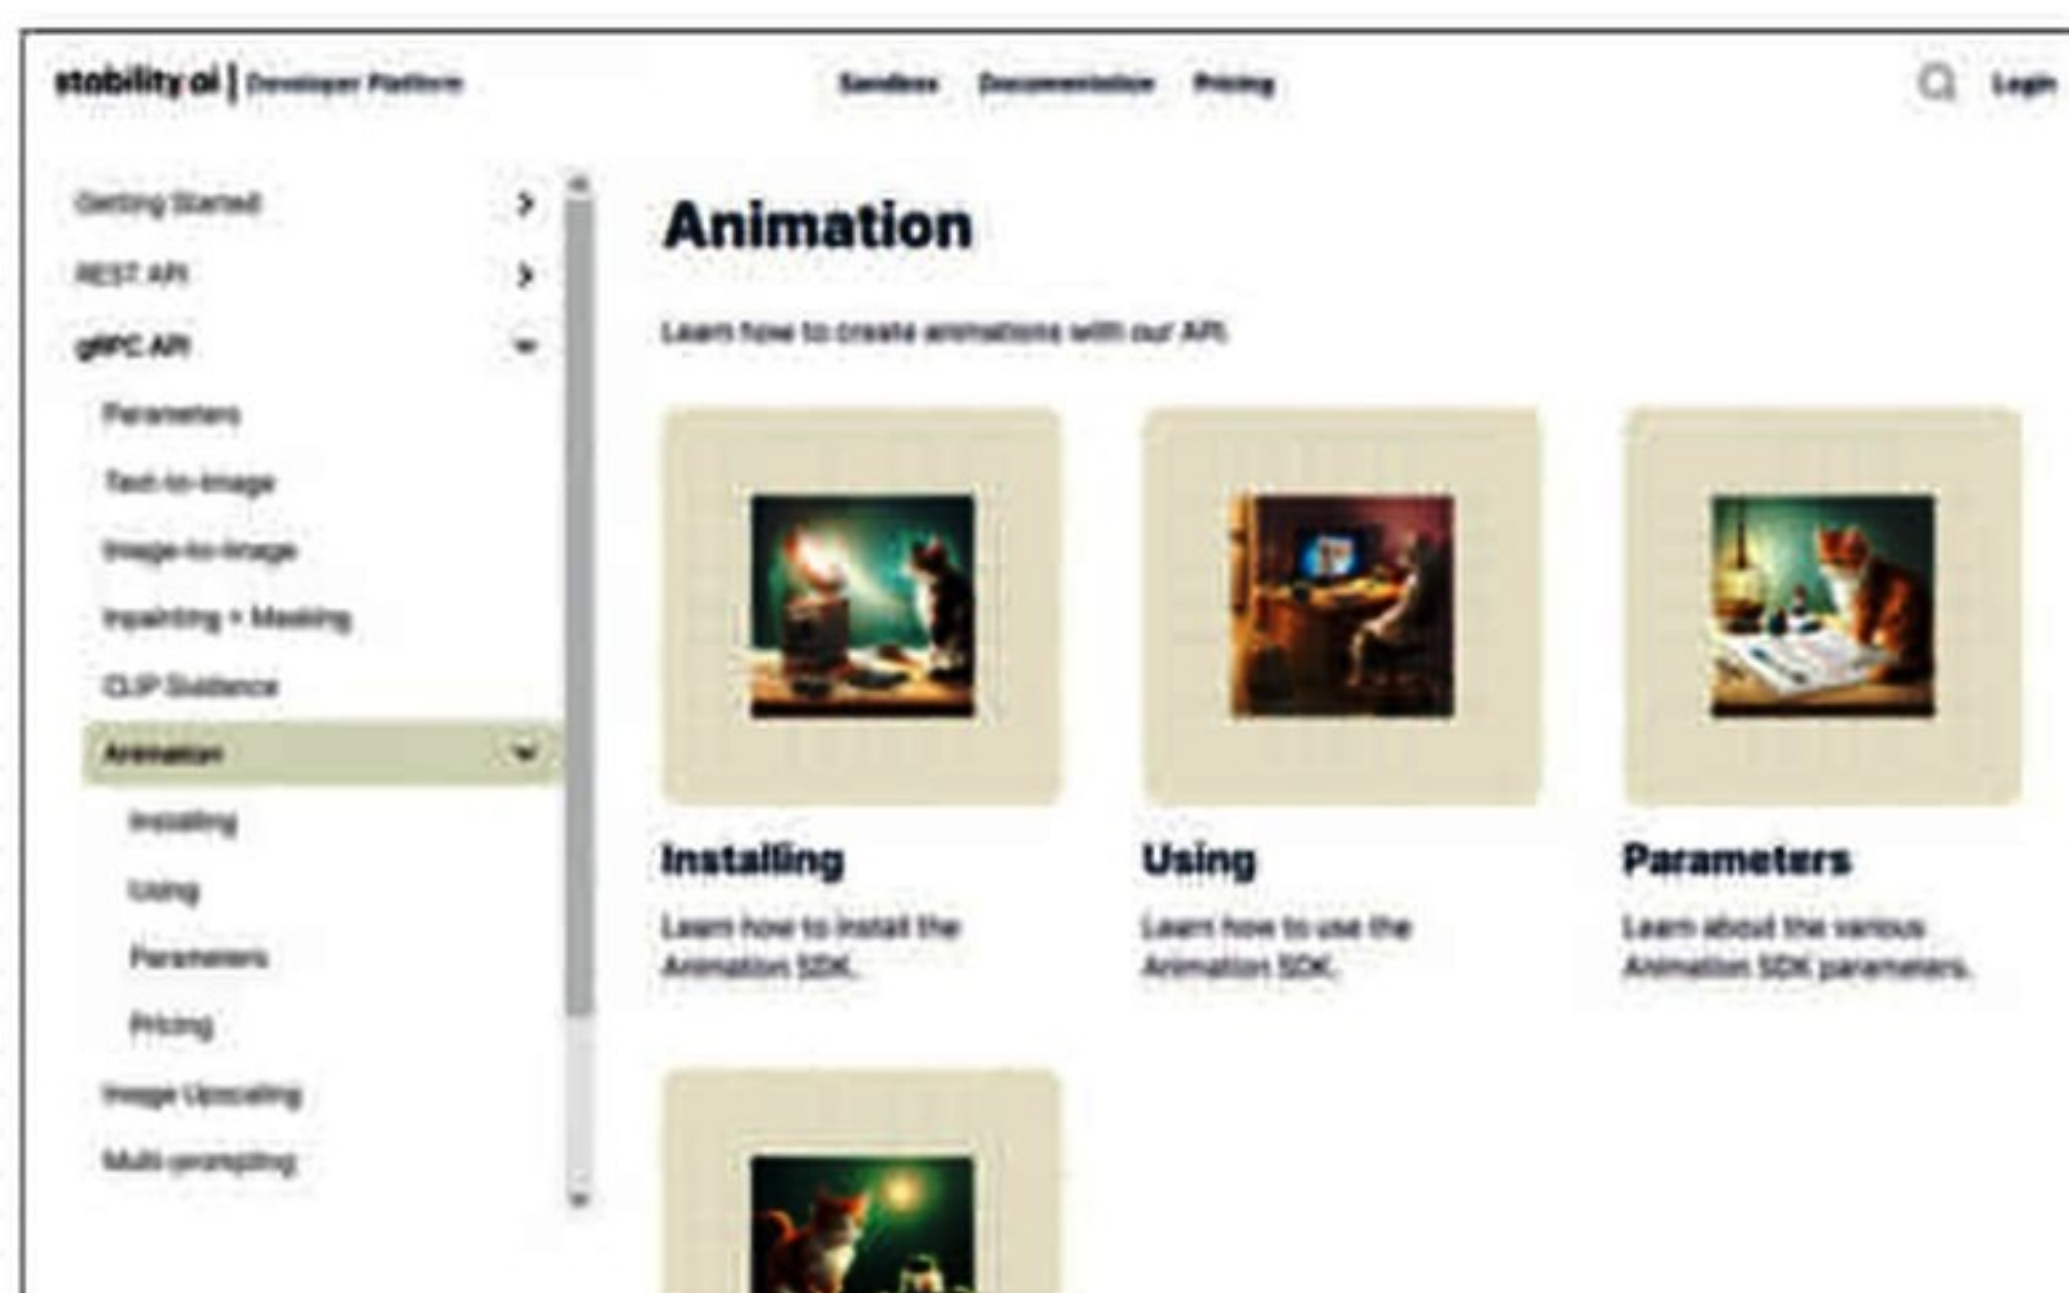 stability.ai | Developer Platform
Sandbox Documentation Pricing
Login
Getting Started
REST API
gRPC API
Parameters
Text-to-Image
Image-to-Image
Inpainting + Masking
CLIP Guidance
Animation
Installing
Using
Parameters
Pricing
Image Upscaling
Multi-prompting
Animation
Learn how to create animations with our API.
Installing
Learn how to install the
Animation SDK.
Using
Learn how to use the
Animation SDK.
Parameters
Learn about the various
Animation SDK parameters.